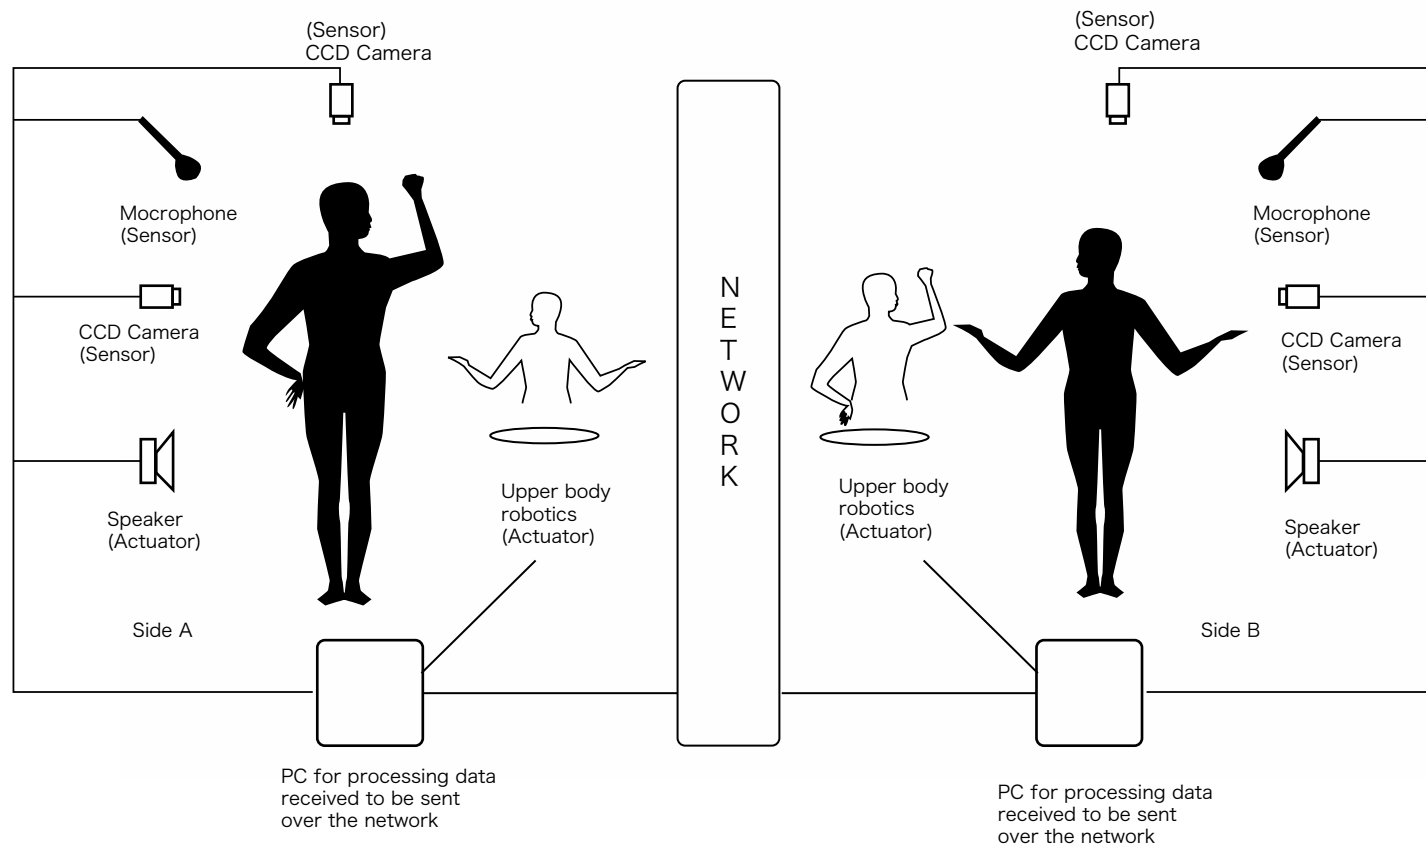 (Sensor)
CCD Camera
Mocrophone
(Sensor)
CCD Camera
(Sensor)
Speaker
(Actuator)
Upper body
robotics
(Actuator)
Side A
PC for processing data
received to be sent
over the network
NETWORK
(Sensor)
CCD Camera
Mocrophone
(Sensor)
CCD Camera
(Sensor)
Upper body
robotics
(Actuator)
Speaker
(Actuator)
Side B
PC for processing data
received to be sent
over the network